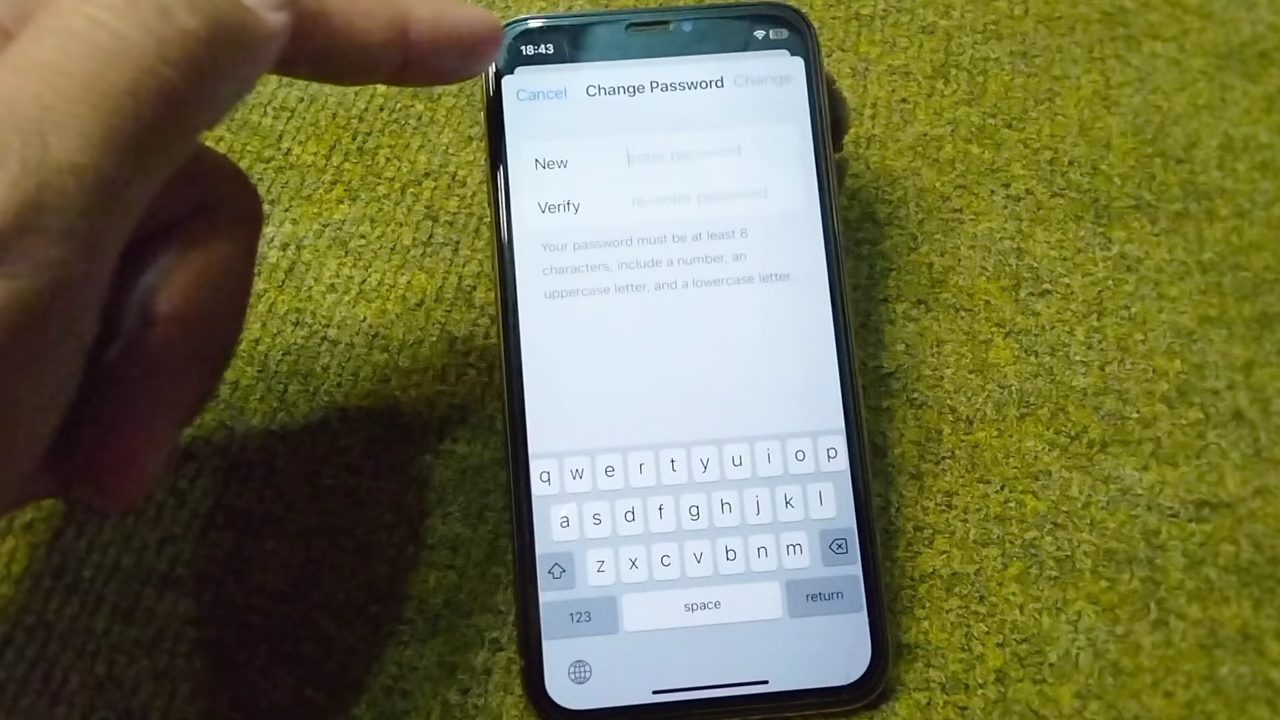 18:43
Cancel Change Password Change
New enter password
Verify re-enter password
Your password must be at least 8
characters, include a number, an
uppercase letter, and a lowercase letter.
q w e r t y u i o p
a s d f g h j k l
z x c v b n m
123 space return